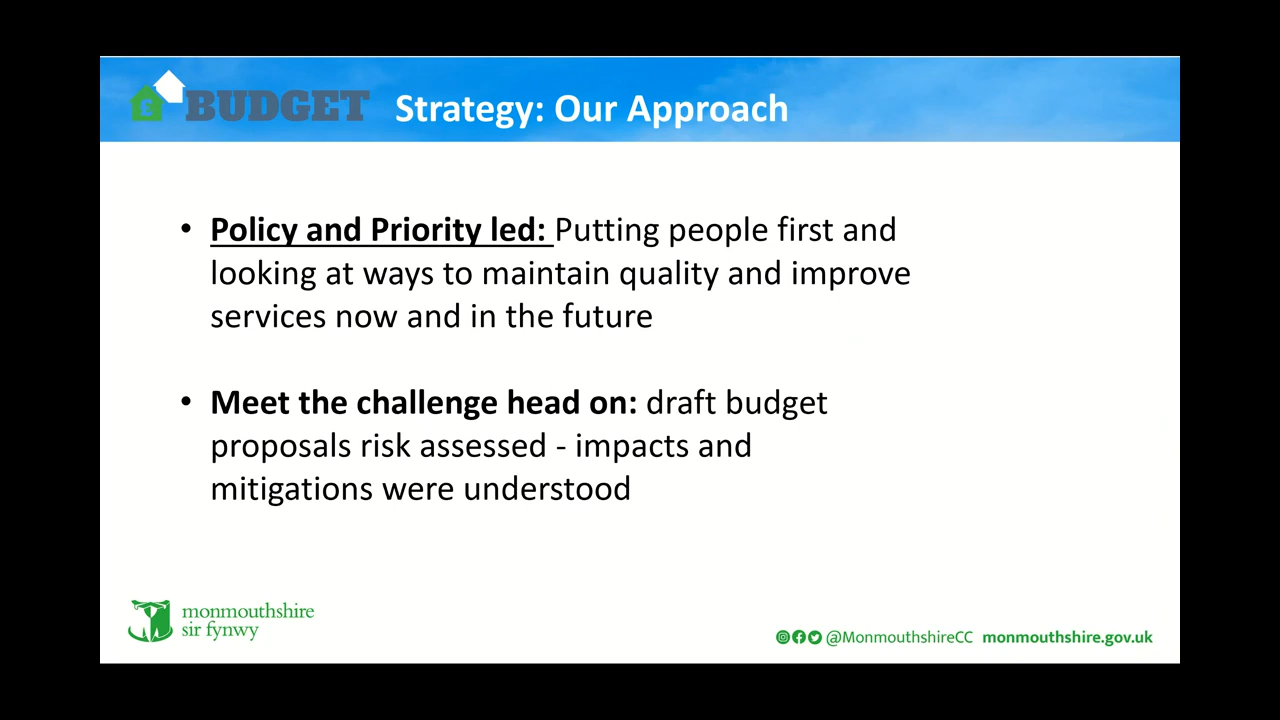 £ BUDGET Strategy: Our Approach
• Policy and Priority led: Putting people first and
looking at ways to maintain quality and improve
services now and in the future
• Meet the challenge head on: draft budget
proposals risk assessed - impacts and
mitigations were understood
monmouthshire
sir fynwy
@MonmouthshireCC monmouthshire.gov.uk